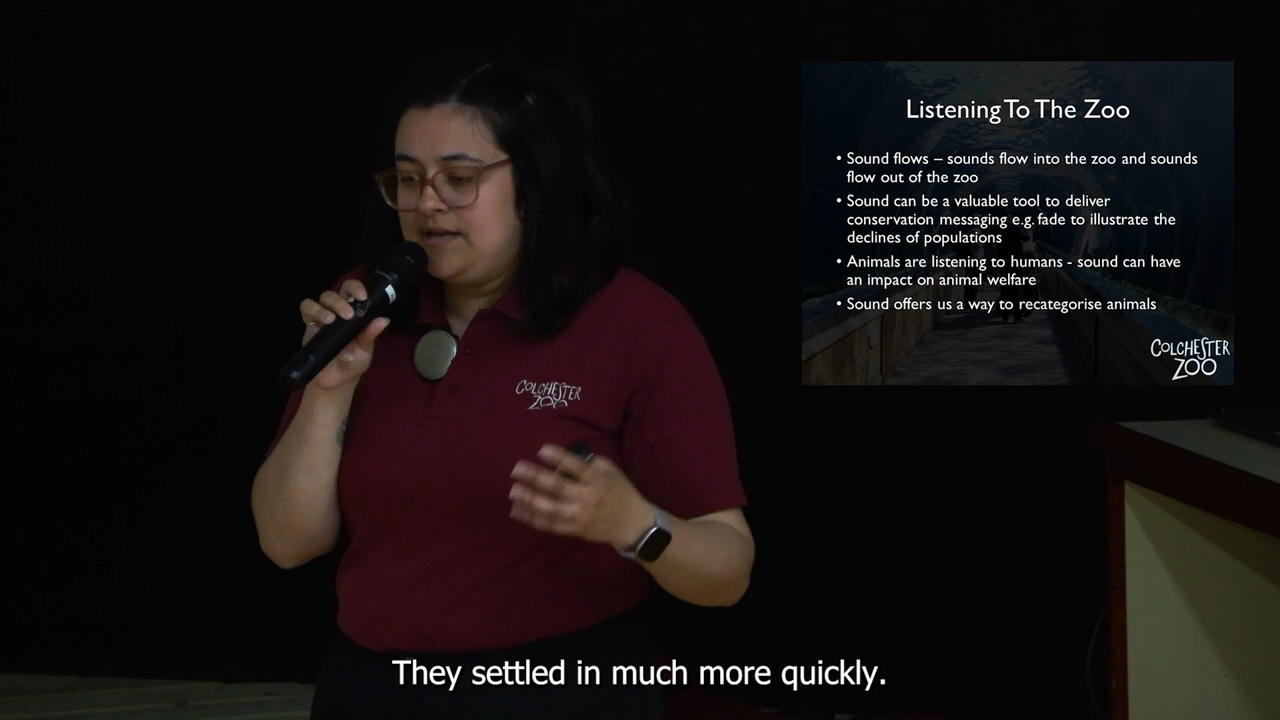 Listening To The Zoo
• Sound flows – sounds flow into the zoo and sounds
flow out of the zoo
• Sound can be a valuable tool to deliver
conservation messaging e.g. fade to illustrate the
declines of populations
• Animals are listening to humans - sound can have
an impact on animal welfare
• Sound offers us a way to recategorise animals
COLCHESTER
ZOO
COLCHESTER
ZOO
They settled in much more quickly.